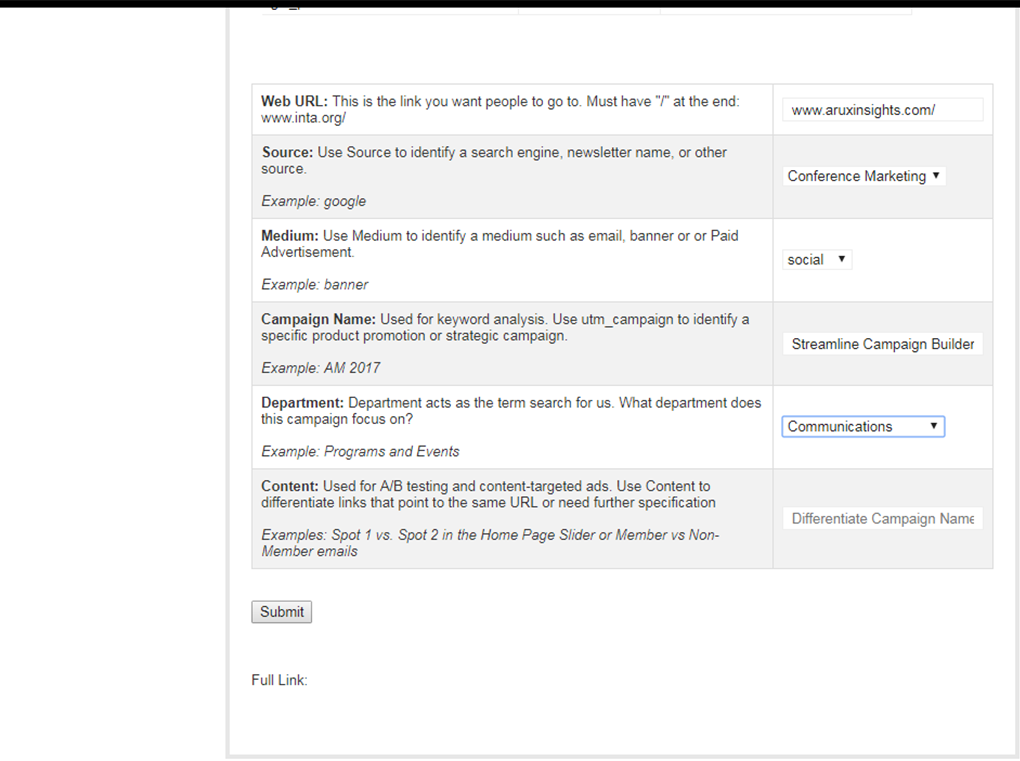 Web URL: This is the link you want people to go to. Must have "/" at the end:
www.inta.org/
www.aruxinsights.com/
Source: Use Source to identify a search engine, newsletter name, or other
source.
Example: google
Conference Marketing
Medium: Use Medium to identify a medium such as email, banner or or Paid
Advertisement.
Example: banner
social
Campaign Name: Used for keyword analysis. Use utm_campaign to identify a
specific product promotion or strategic campaign.
Example: AM 2017
Streamline Campaign Builder
Department: Department acts as the term search for us. What department does
this campaign focus on?
Example: Programs and Events
Communications
Content: Used for A/B testing and content-targeted ads. Use Content to
differentiate links that point to the same URL or need further specification
Examples: Spot 1 vs. Spot 2 in the Home Page Slider or Member vs Non-
Member emails
Differentiate Campaign Name
Submit
Full Link: